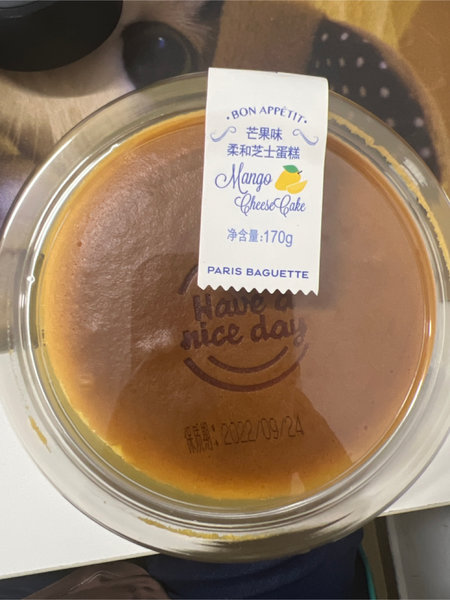 ·BON APPÉTIT·
芒果味
柔和芝士蛋糕
Mango
CheeseCake
净含量:170g
PARIS BAGUETTE
Have a
nice day
保质期:2022/09/24